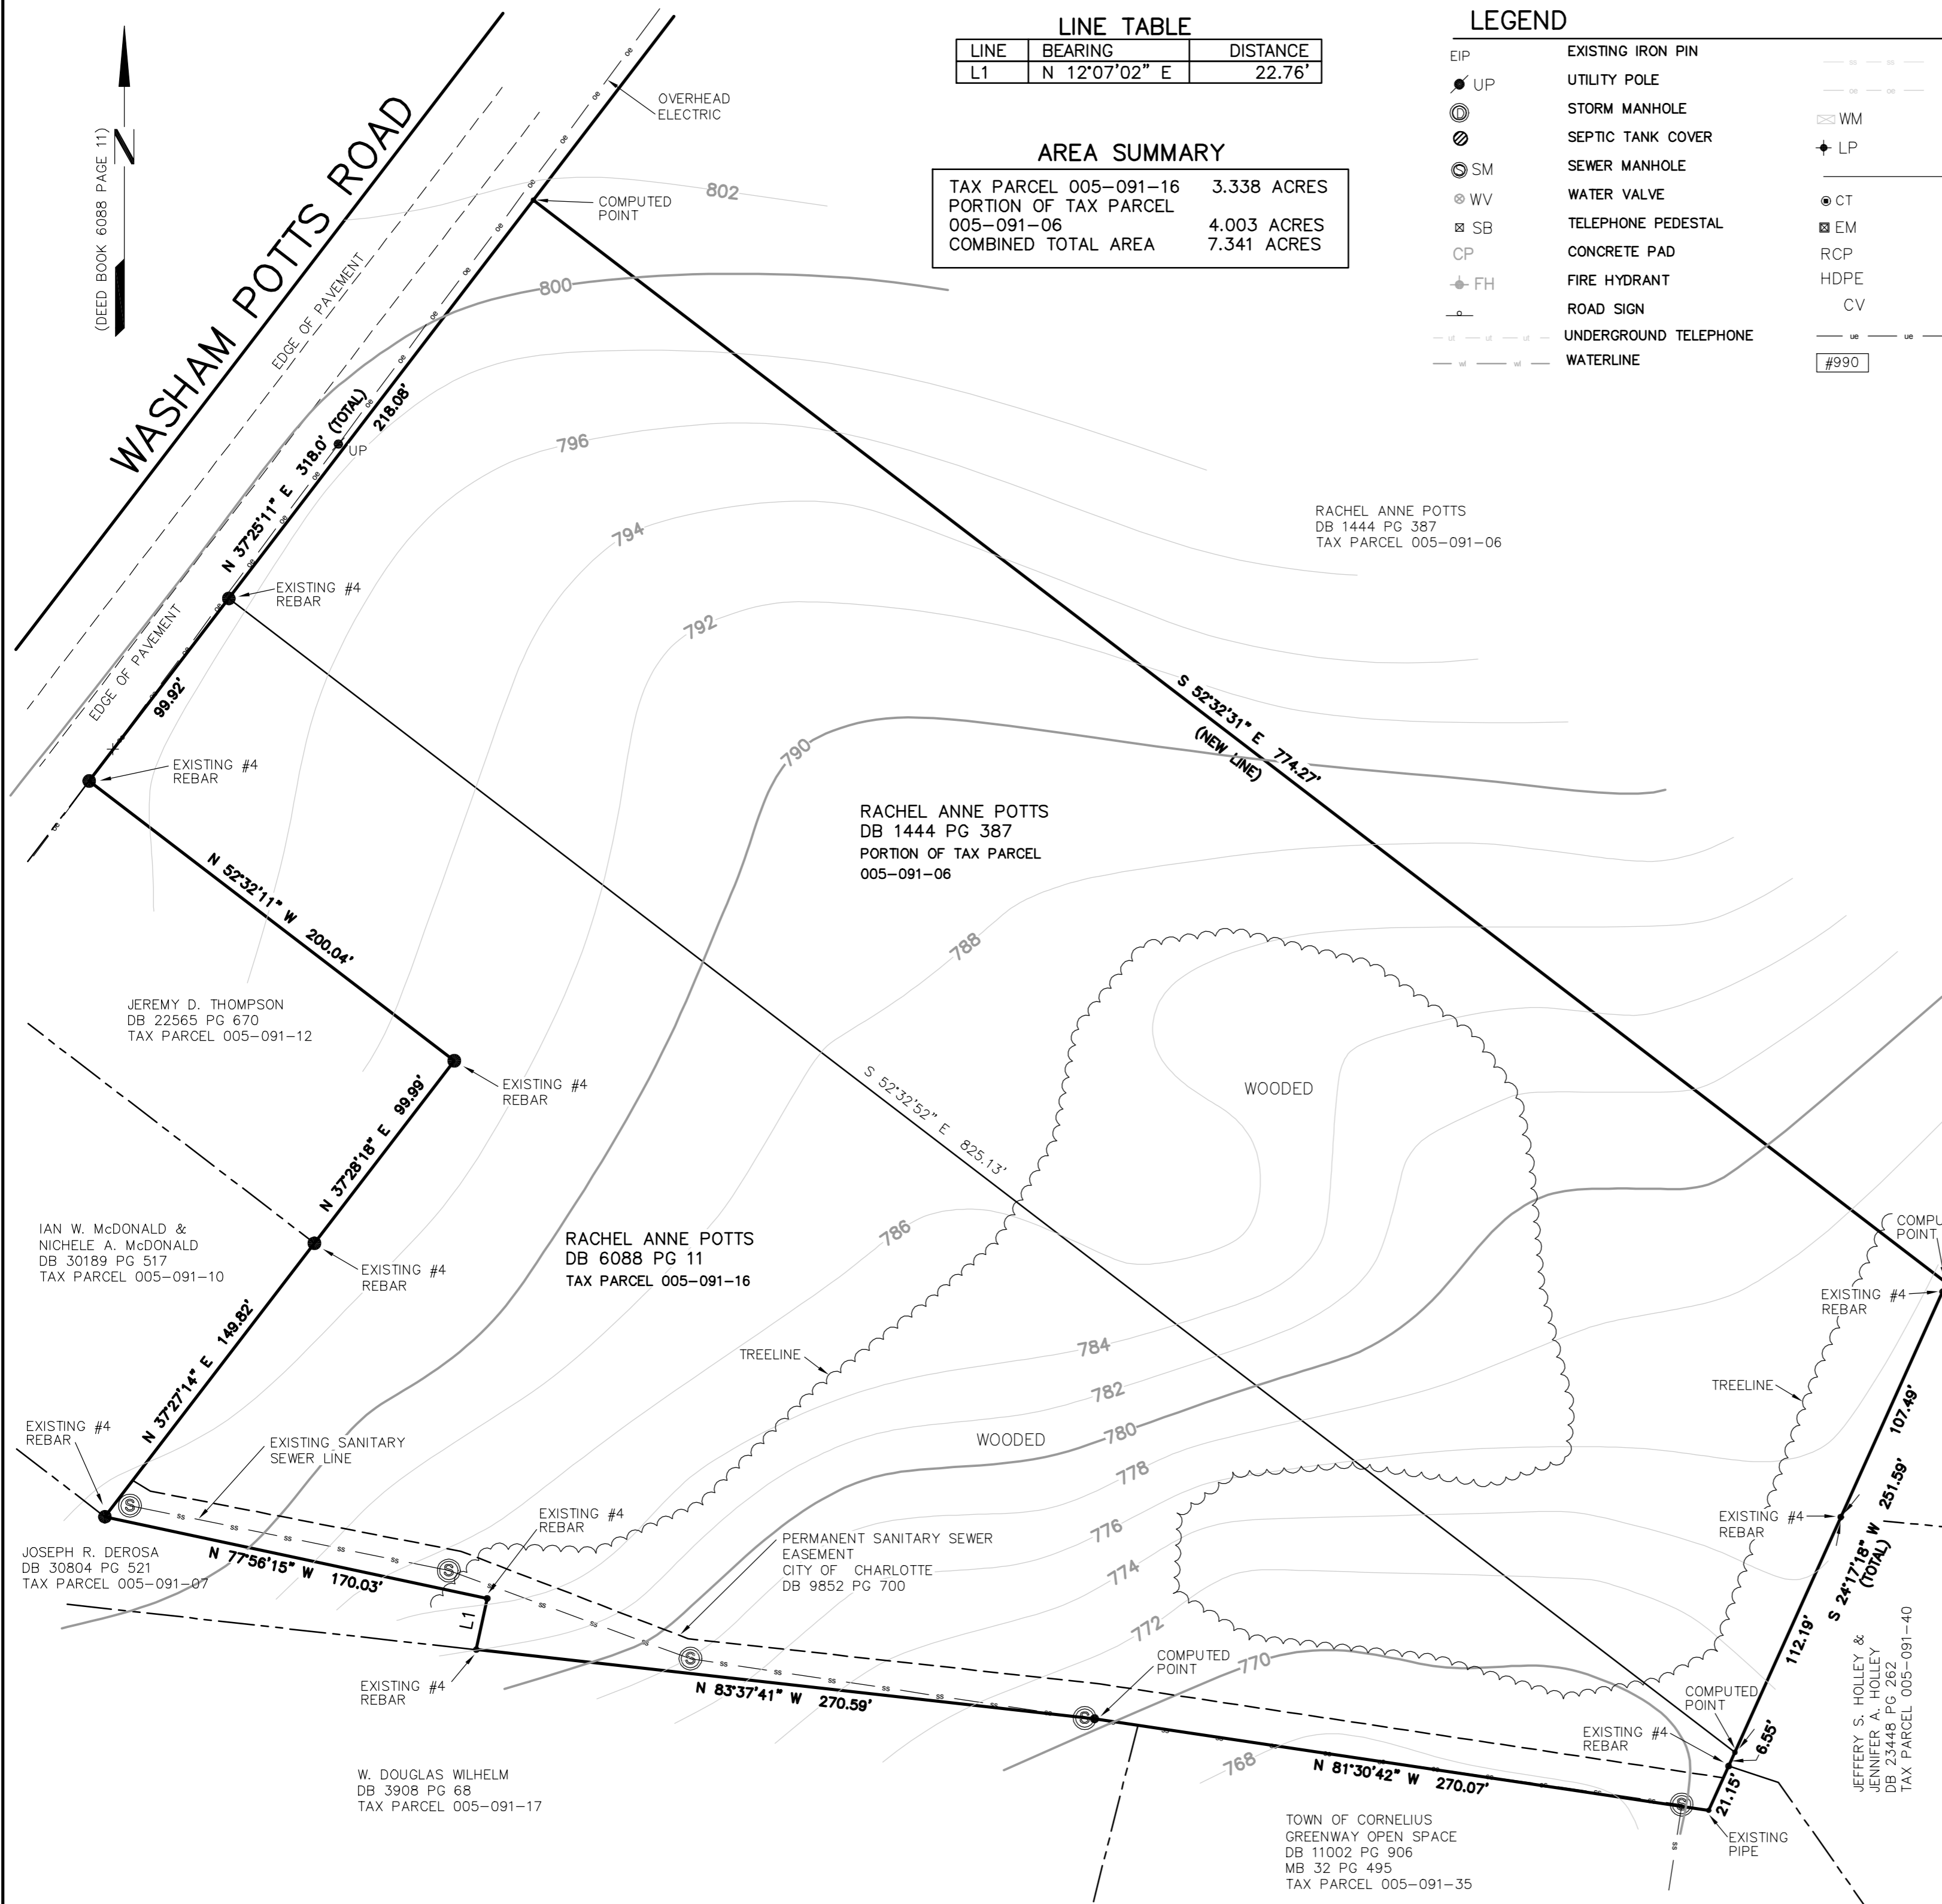 LINE TABLE
LINE BEARING DISTANCE
L1 N 12°07'02" E 22.76'
AREA SUMMARY
TAX PARCEL 005-091-16 3.338 ACRES
PORTION OF TAX PARCEL
005-091-06 4.003 ACRES
COMBINED TOTAL AREA 7.341 ACRES
LEGEND
EIP EXISTING IRON PIN
ss ss
UP UTILITY POLE
oe oe
D STORM MANHOLE
WM
SEPTIC TANK COVER
LP
S SM SEWER MANHOLE
WV WATER VALVE
CT
SB TELEPHONE PEDESTAL
EM
CP CONCRETE PAD
RCP
FH FIRE HYDRANT
HDPE
ROAD SIGN
CV
ut ut ut UNDERGROUND TELEPHONE
ue ue
wl wl WATERLINE
#990
(DEED BOOK 6088 PAGE 11)
N
WASHAM POTTS ROAD
EDGE OF PAVEMENT
EDGE OF PAVEMENT
OVERHEAD
ELECTRIC
COMPUTED
POINT
802
800
796
794
792
790
788
786
784
782
780
778
776
774
772
770
768
N 37°25'11" E 318.0' (TOTAL)
218.08'
UP
EXISTING #4
REBAR
99.92'
EXISTING #4
REBAR
RACHEL ANNE POTTS
DB 1444 PG 387
TAX PARCEL 005-091-06
S 52°32'31" E 774.27'
(NEW LINE)
RACHEL ANNE POTTS
DB 1444 PG 387
PORTION OF TAX PARCEL
005-091-06
N 52°32'11" W 200.04'
JEREMY D. THOMPSON
DB 22565 PG 670
TAX PARCEL 005-091-12
EXISTING #4
REBAR
N 37°28'18" E 99.99'
S 52°32'52" E 825.13'
WOODED
IAN W. McDONALD &
NICHELE A. McDONALD
DB 30189 PG 517
TAX PARCEL 005-091-10
EXISTING #4
REBAR
RACHEL ANNE POTTS
DB 6088 PG 11
TAX PARCEL 005-091-16
N 37°27'14" E 149.82'
TREELINE
EXISTING #4
REBAR
EXISTING SANITARY
SEWER LINE
WOODED
EXISTING #4
REBAR
JOSEPH R. DEROSA
DB 30804 PG 521
TAX PARCEL 005-091-07
N 77°56'15" W 170.03'
L1
PERMANENT SANITARY SEWER
EASEMENT
CITY OF CHARLOTTE
DB 9852 PG 700
EXISTING #4
REBAR
N 83°37'41" W 270.59'
COMPUTED
POINT
W. DOUGLAS WILHELM
DB 3908 PG 68
TAX PARCEL 005-091-17
N 81°30'42" W 270.07'
TOWN OF CORNELIUS
GREENWAY OPEN SPACE
DB 11002 PG 906
MB 32 PG 495
TAX PARCEL 005-091-35
COMPU
POINT
EXISTING #4
REBAR
TREELINE
107.49'
EXISTING #4
REBAR
S 24°17'18" W 251.59'
(TOTAL)
112.19'
COMPUTED
POINT
EXISTING #4
REBAR
6.55'
21.15'
EXISTING
PIPE
JEFFERY S. HOLLEY &
JENNIFER A. HOLLEY
DB 23448 PG 262
TAX PARCEL 005-091-40